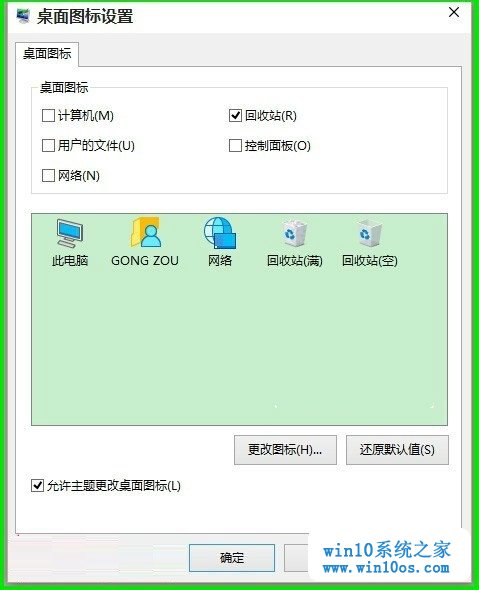 桌面图标设置
桌面图标
桌面图标
计算机(M)
回收站(R)
用户的文件(U)
控制面板(O)
网络(N)
此电脑
GONG ZOU
网络
回收站(满)
回收站(空)
更改图标(H)...
还原默认值(S)
允许主题更改桌面图标(L)
确定
win10系统之家
www.win10os.com